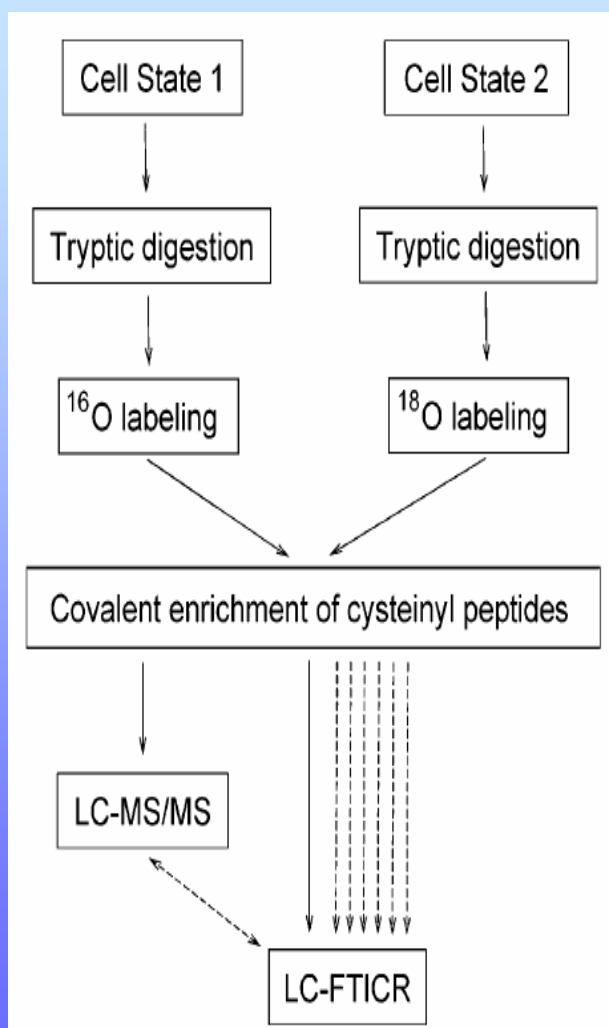 Cell State 1
Cell State 2
Tryptic digestion
Tryptic digestion
¹⁶O labeling
¹⁸O labeling
Covalent enrichment of cysteinyl peptides
LC-MS/MS
LC-FTICR